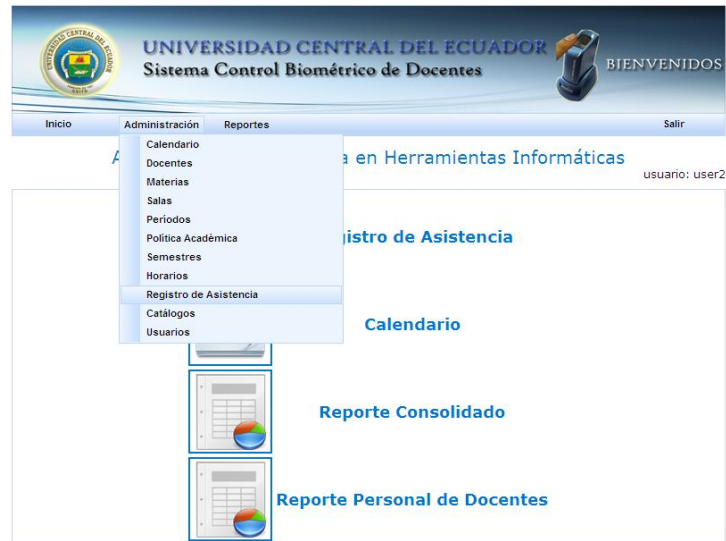 UNIVERSIDAD CENTRAL DEL ECUADOR
Sistema Control Biométrico de Docentes
BIENVENIDOS
Inicio Administración Reportes Salir
en Herramientas Informáticas
usuario: user2
Calendario
Docentes
Materias
Salas
Períodos
Política Académica
Semestres
Horarios
Registro de Asistencia
Catálogos
Usuarios
istro de Asistencia
Calendario
Reporte Consolidado
Reporte Personal de Docentes